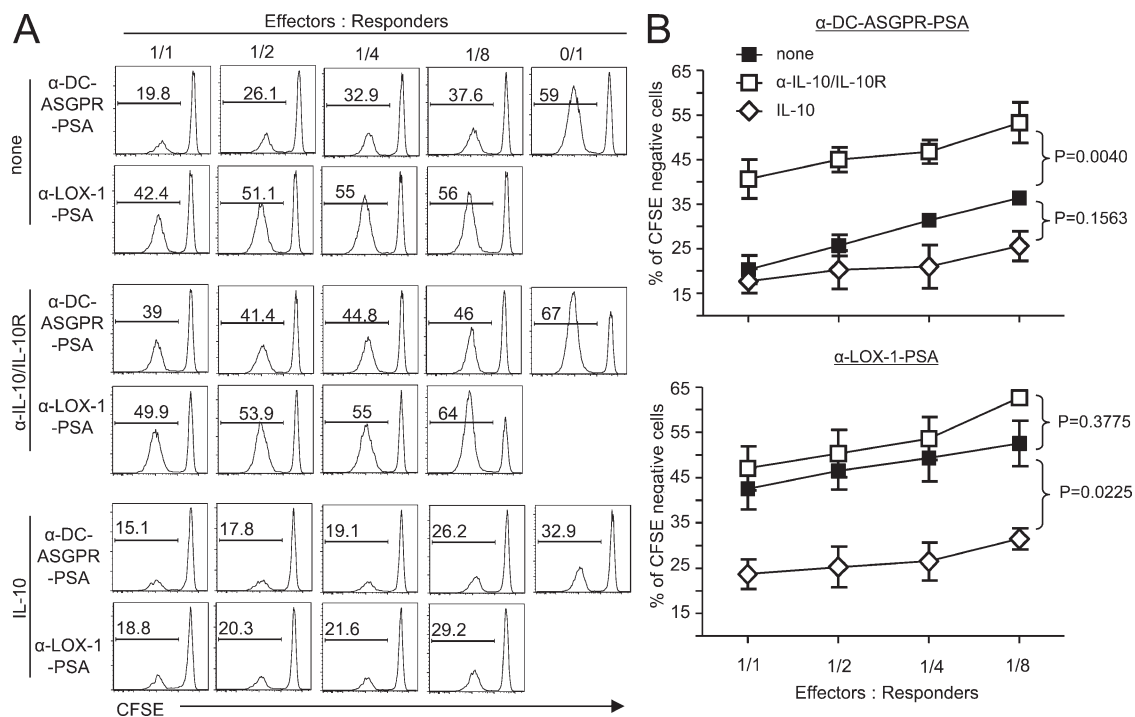 A
Effectors : Responders
1/1 1/2 1/4 1/8 0/1
none
α-DC-
ASGPR
-PSA
19.8 26.1 32.9 37.6 59
α-LOX-1
-PSA
42.4 51.1 55 56
α-IL-10/IL-10R
α-DC-
ASGPR
-PSA
39 41.4 44.8 46 67
α-LOX-1
-PSA
49.9 53.9 55 64
IL-10
α-DC-
ASGPR
-PSA
15.1 17.8 19.1 26.2 32.9
α-LOX-1
-PSA
18.8 20.3 21.6 29.2
CFSE
B
α-DC-ASGPR-PSA
none
α-IL-10/IL-10R
IL-10
% of CFSE negative cells
65
55
45
35
25
15
P=0.0040
P=0.1563
α-LOX-1-PSA
% of CFSE negative cells
65
55
45
35
25
15
P=0.3775
P=0.0225
1/1 1/2 1/4 1/8
Effectors : Responders